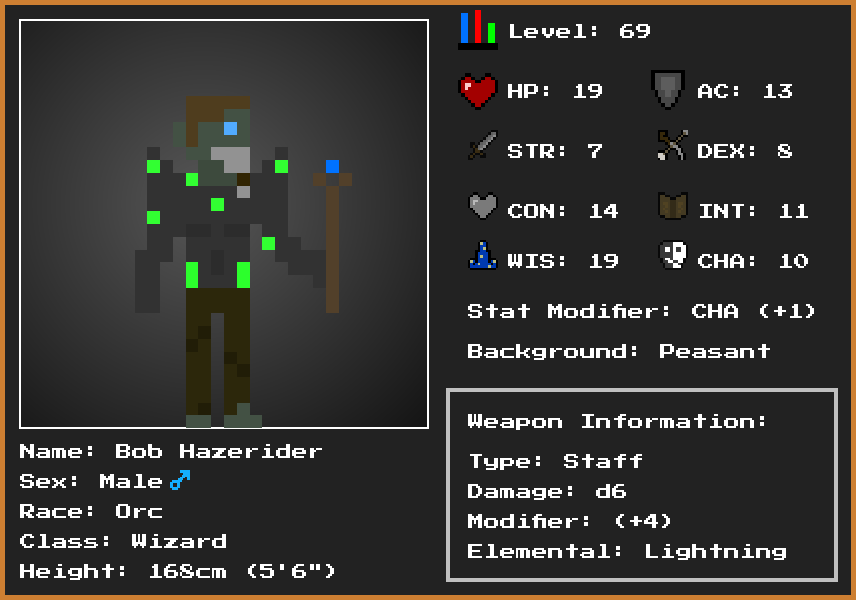 Level: 69
HP: 19
AC: 13
STR: 7
DEX: 8
CON: 14
INT: 11
WIS: 19
CHA: 10
Stat Modifier: CHA (+1)
Background: Peasant
Weapon Information:
Type: Staff
Damage: d6
Modifier: (+4)
Elemental: Lightning
Name: Bob Hazerider
Sex: Male♂
Race: Orc
Class: Wizard
Height: 168cm (5'6")